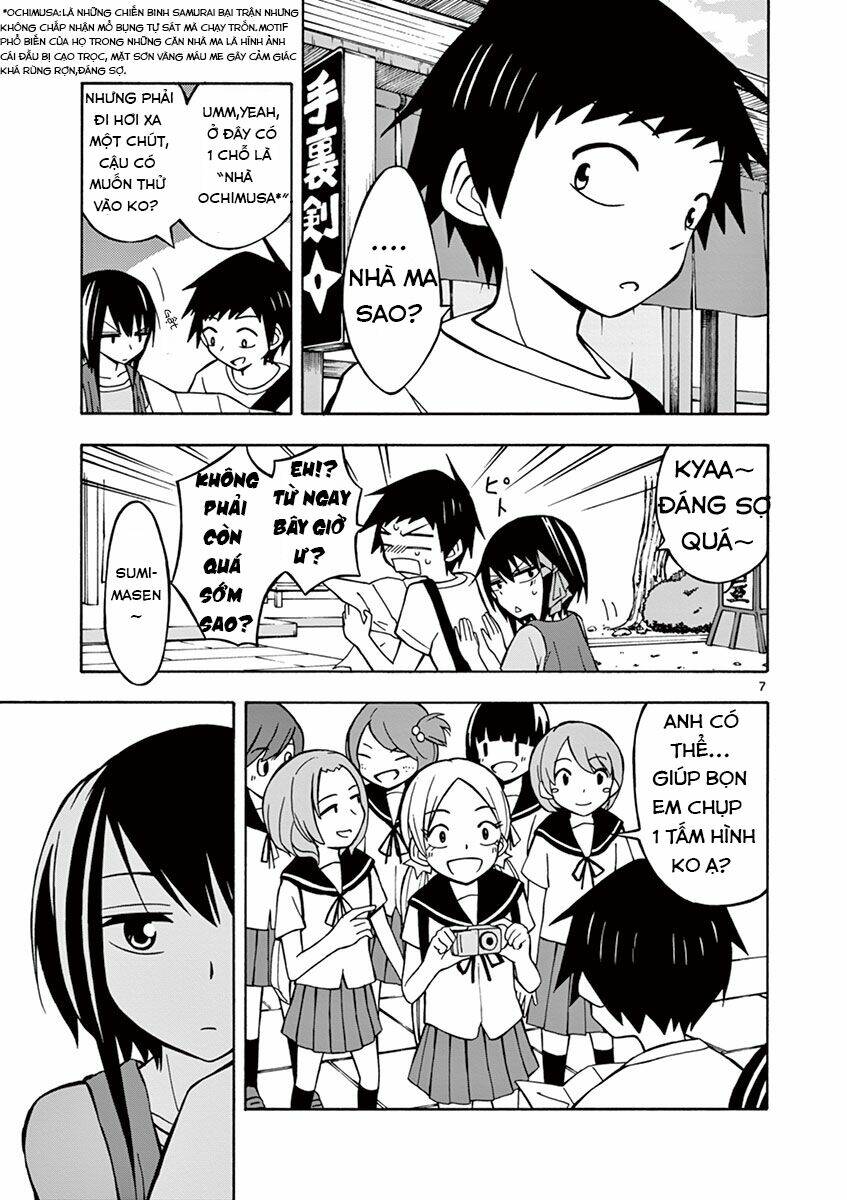 *OCHIMUSA:LÀ NHỮNG CHIẾN BINH SAMURAI BẠI TRẬN NHƯNG
KHÔNG CHẤP NHẬN MỔ BỤNG TỰ SÁT MÀ CHẠY TRỐN.MOTIF
PHỔ BIẾN CỦA HỌ TRONG NHỮNG CĂN NHÀ MA LÀ HÌNH ẢNH
CÁI ĐẦU BỊ CẠO TRỌC, MẶT SƠN VĂNG MÁU ME GÂY CẢM GIÁC
KHÁ RÙNG RỢN,ĐÁNG SỢ.
手裏剣
....
NHÀ MA
SAO?
UMM,YEAH,
Ở ĐÂY CÓ
1 CHỖ LÀ
"NHÀ
OCHIMUSA*"
NHƯNG PHẢI
ĐI HƠI XA
MỘT CHÚT,
CẬU CÓ
MUỐN THỬ
VÀO KO?
Gật
KYAA~
ĐÁNG SỢ
QUÁ~
ピト
EH!?
TỪ NGAY
BÂY GIỜ
Ư?
KHÔNG
PHẢI
CÒN
QUÁ
SỚM
SAO?
SUMI-
MASEN
~
7
ANH CÓ
THỂ...
GIÚP BỌN
EM CHỤP
1 TẤM HÌNH
KO Ạ?